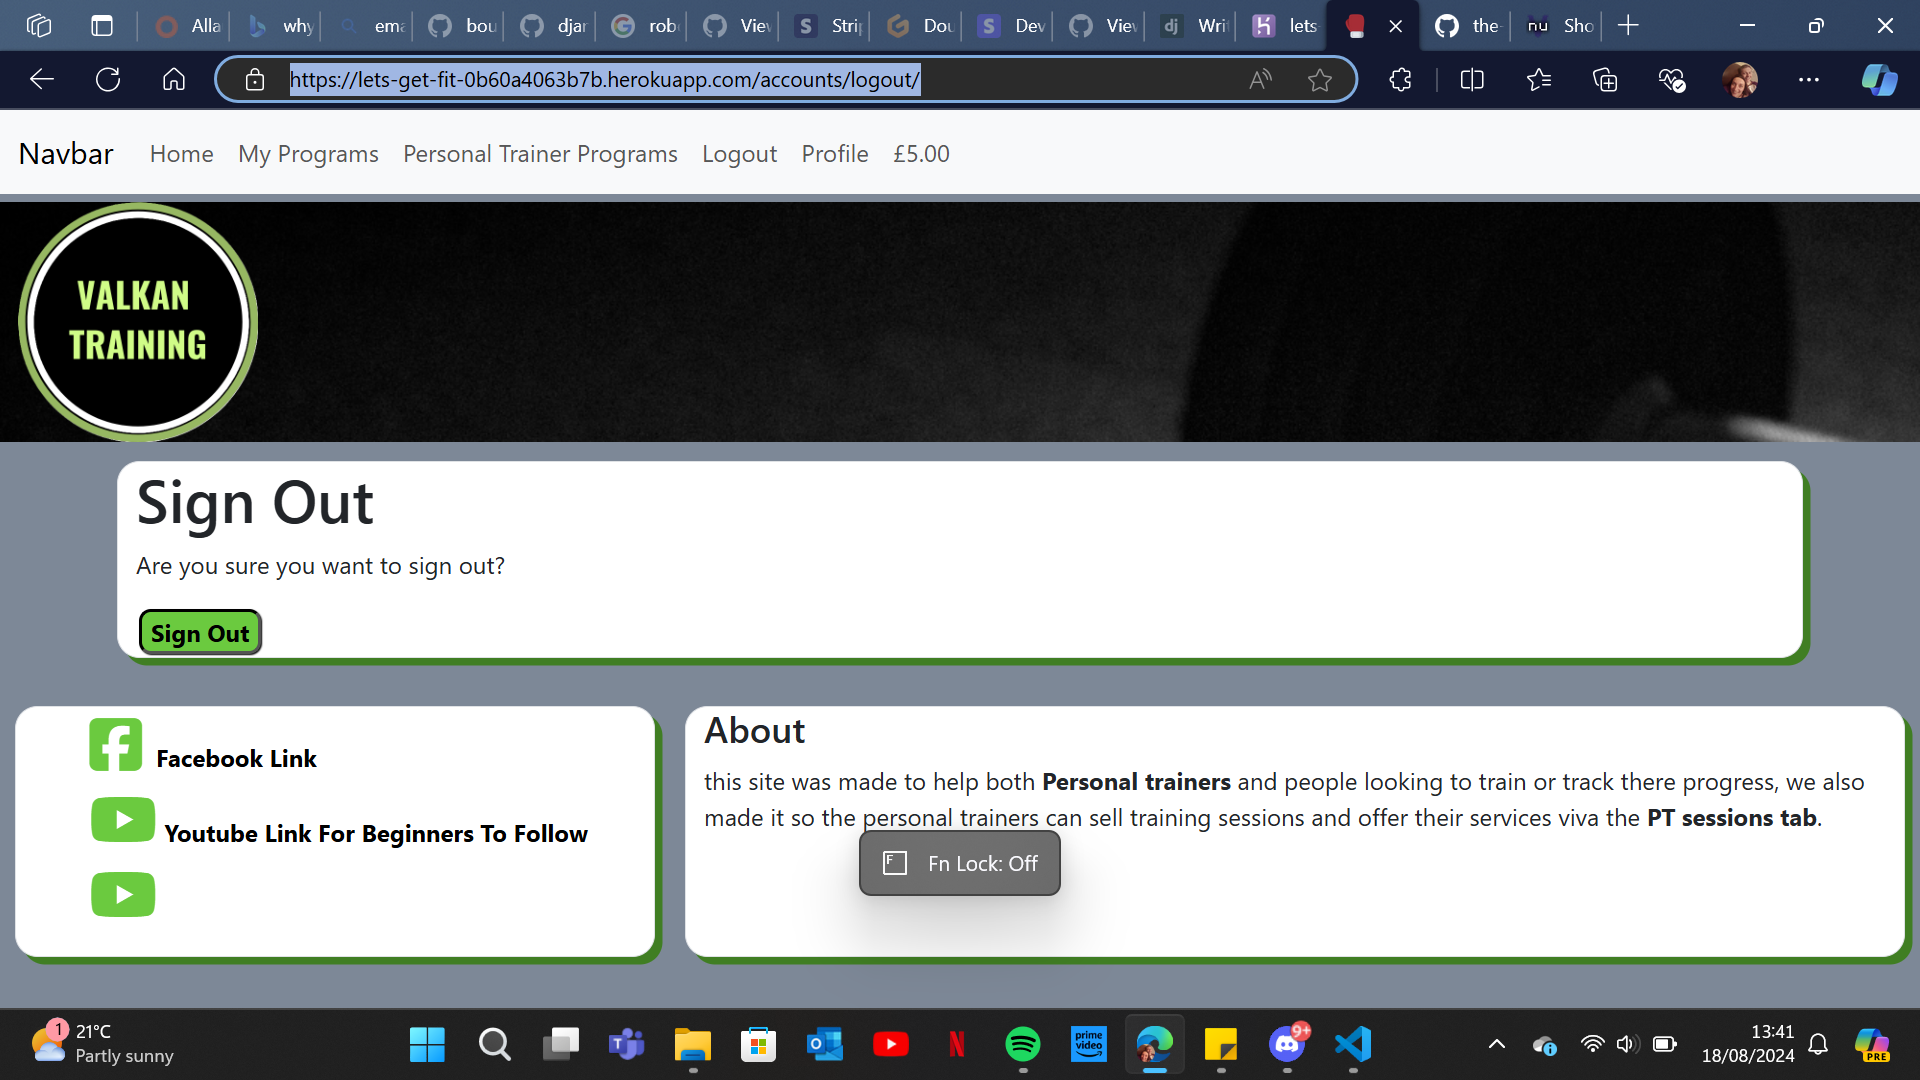 Alla
why
ema
bou
djar
rob
Viev
Stri
Dou
Dev
Viev
Wri
lets-
the-
Sho
https://lets-get-fit-0b60a4063b7b.herokuapp.com/accounts/logout/
Navbar Home My Programs Personal Trainer Programs Logout Profile £5.00
VALKAN
TRAINING
Sign Out
Are you sure you want to sign out?
Sign Out
Facebook Link
Youtube Link For Beginners To Follow
About
this site was made to help both Personal trainers and people looking to train or track there progress, we also
made it so the personal trainers can sell training sessions and offer their services viva the PT sessions tab.
Fn Lock: Off
1
21°C
Partly sunny
prime
video
9+
13:41
18/08/2024
PRE